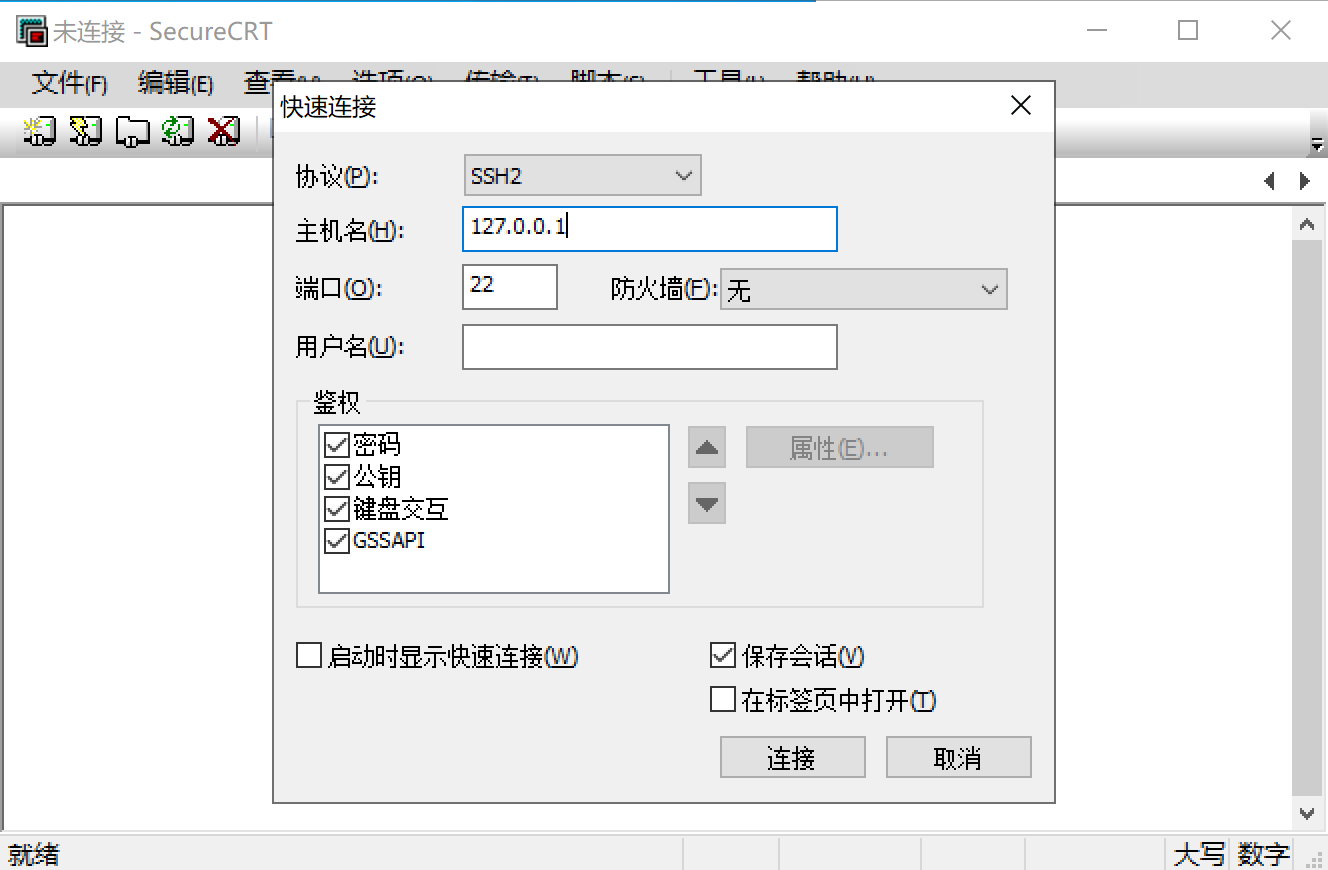 未连接 - SecureCRT
文件(F) 编辑(E) 查看(V) 选项(O) 传输(T) 脚本(S) 工具(L) 帮助(H)
快速连接
协议(P): SSH2
主机名(H): 127.0.0.1
端口(O): 22 防火墙(F): 无
用户名(U):
鉴权
密码
公钥
键盘交互
GSSAPI
属性(E)...
启动时显示快速连接(W) 保存会话(V)
在标签页中打开(T)
连接 取消
就绪 大写 数字